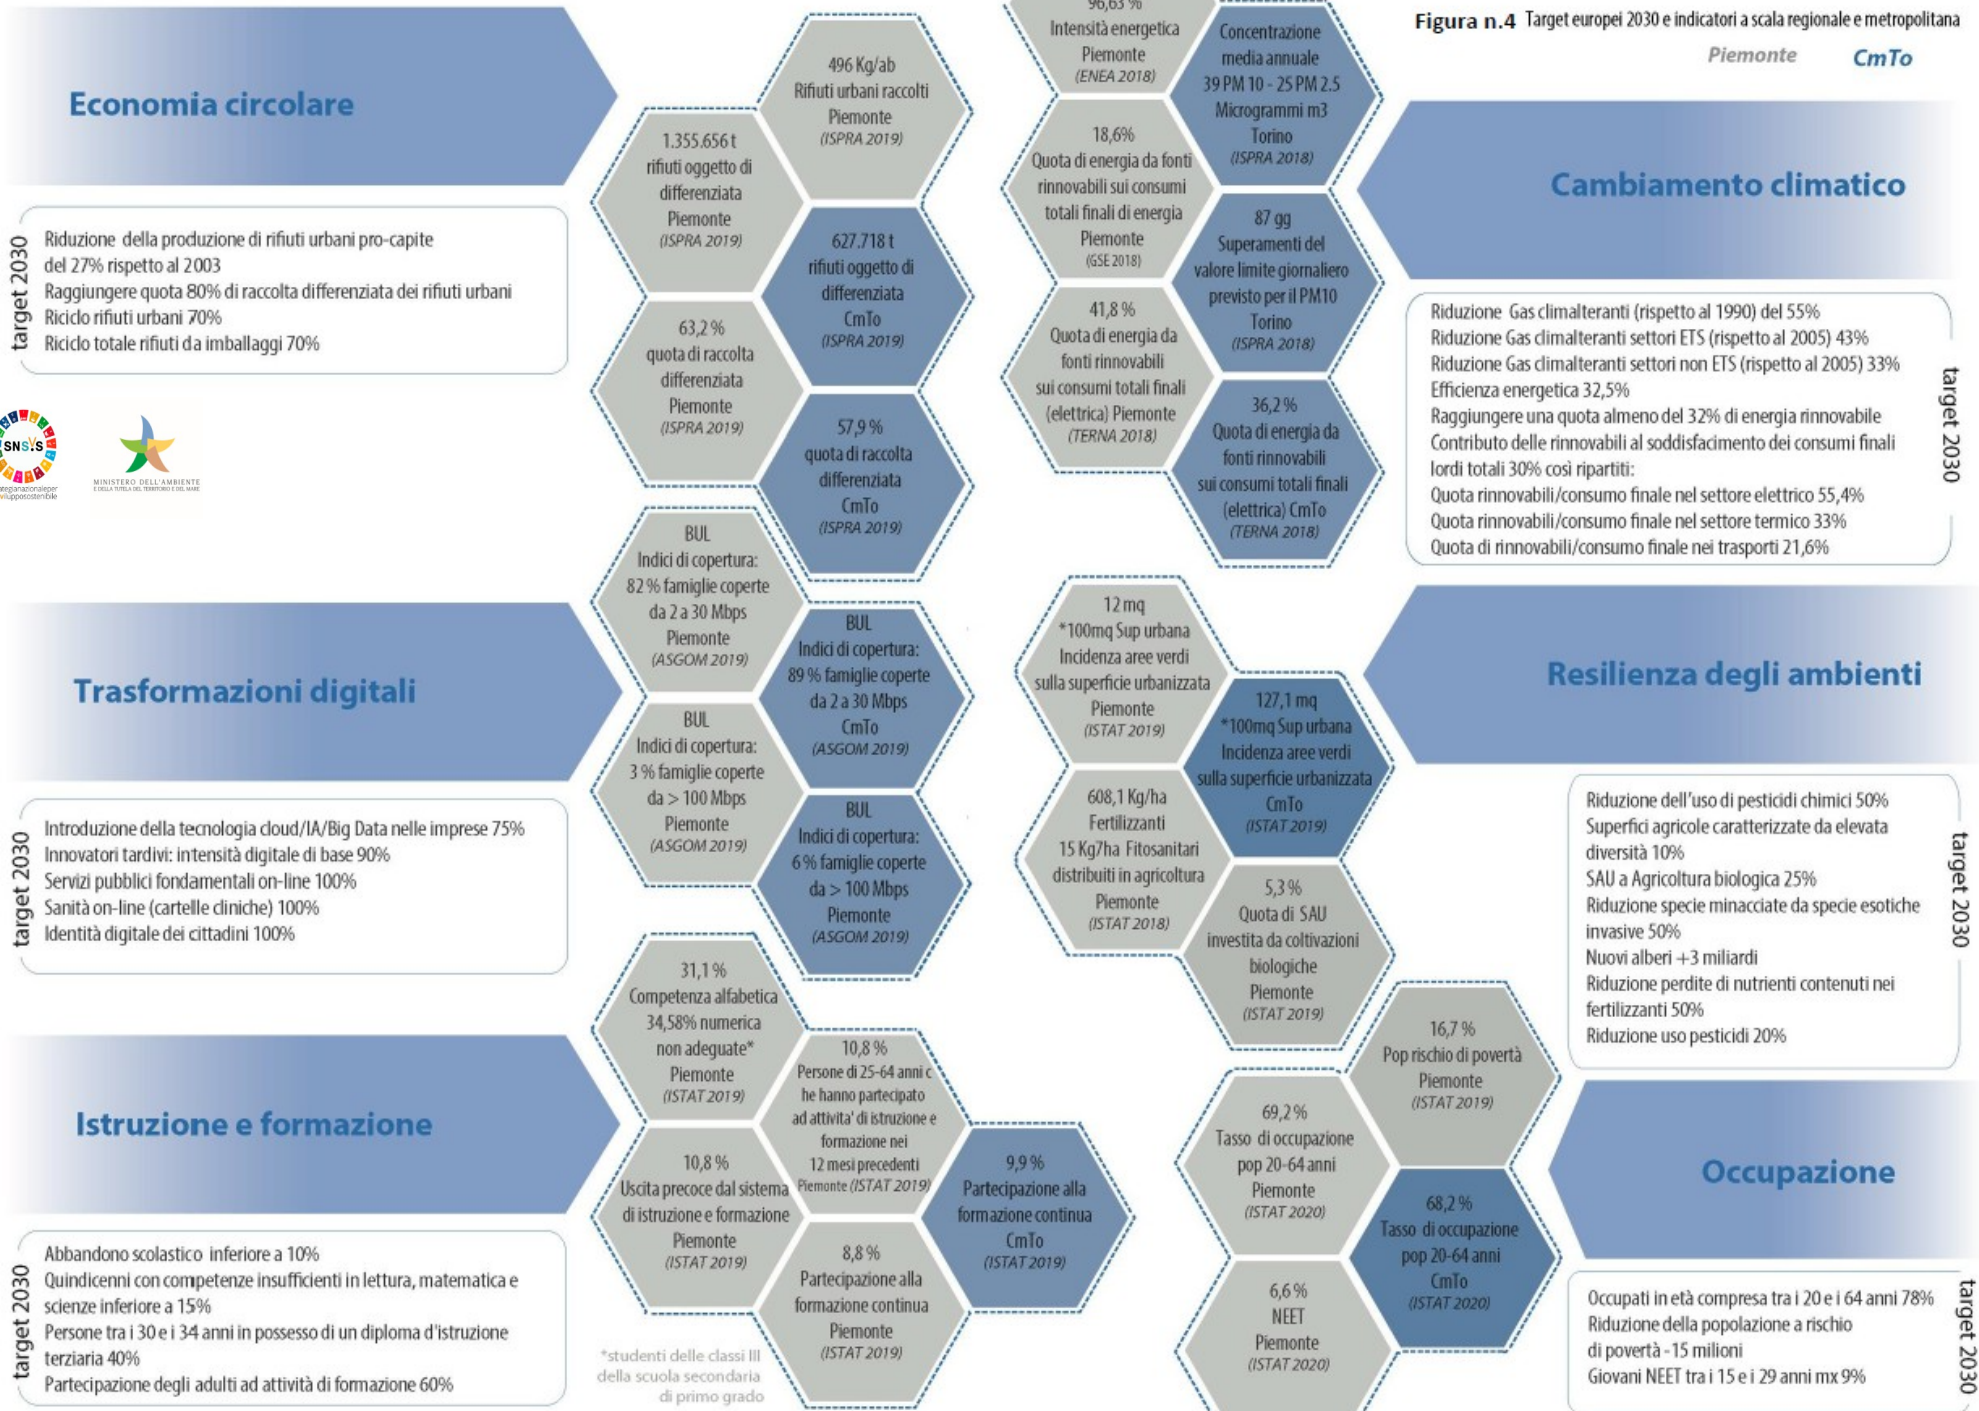 Figura n.4 Target europei 2030 e indicatori a scala regionale e metropolitana
Piemonte CmTo
Economia circolare
target 2030
Riduzione della produzione di rifiuti urbani pro-capite
del 27% rispetto al 2003
Raggiungere quota 80% di raccolta differenziata dei rifiuti urbani
Riciclo rifiuti urbani 70%
Riciclo totale rifiuti da imballaggi 70%
SNSVS
MINISTERO DELL'AMBIENTE
E DELLA TUTELA DEL TERRITORIO E DEL MARE
496 Kg/ab
Rifiuti urbani raccolti
Piemonte
(ISPRA 2019)
1.355.656 t
rifiuti oggetto di
differenziata
Piemonte
(ISPRA 2019)
627.718 t
rifiuti oggetto di
differenziata
CmTo
(ISPRA 2019)
63,2 %
quota di raccolta
differenziata
Piemonte
(ISPRA 2019)
57,9 %
quota di raccolta
differenziata
CmTo
(ISPRA 2019)
96,63 %
Intensità energetica
Piemonte
(ENEA 2018)
Concentrazione
media annuale
39 PM 10 - 25 PM 2.5
Microgrammi m3
Torino
(ISPRA 2018)
18,6%
Quota di energia da fonti
rinnovabili sui consumi
totali finali di energia
Piemonte
(GSE 2018)
87 gg
Superamenti del
valore limite giornaliero
previsto per il PM10
Torino
(ISPRA 2018)
41,8 %
Quota di energia da
fonti rinnovabili
sui consumi totali finali
(elettrica) Piemonte
(TERNA 2018)
36,2 %
Quota di energia da
fonti rinnovabili
sui consumi totali finali
(elettrica) CmTo
(TERNA 2018)
Cambiamento climatico
Riduzione Gas climalteranti (rispetto al 1990) del 55%
Riduzione Gas climalteranti settori ETS (rispetto al 2005) 43%
Riduzione Gas climalteranti settori non ETS (rispetto al 2005) 33%
Efficienza energetica 32,5%
Raggiungere una quota almeno del 32% di energia rinnovabile
Contributo delle rinnovabili al soddisfacimento dei consumi finali
lordi totali 30% così ripartiti:
Quota rinnovabili/consumo finale nel settore elettrico 55,4%
Quota rinnovabili/consumo finale nel settore termico 33%
Quota di rinnovabili/consumo finale nei trasporti 21,6%
target 2030
Trasformazioni digitali
target 2030
Introduzione della tecnologia cloud/IA/Big Data nelle imprese 75%
Innovatori tardivi: intensità digitale di base 90%
Servizi pubblici fondamentali on-line 100%
Sanità on-line (cartelle cliniche) 100%
Identità digitale dei cittadini 100%
BUL
Indici di copertura:
82 % famiglie coperte
da 2 a 30 Mbps
Piemonte
(ASGOM 2019)
BUL
Indici di copertura:
89 % famiglie coperte
da 2 a 30 Mbps
CmTo
(ASGOM 2019)
BUL
Indici di copertura:
3 % famiglie coperte
da > 100 Mbps
Piemonte
(ASGOM 2019)
BUL
Indici di copertura:
6 % famiglie coperte
da > 100 Mbps
Piemonte
(ASGOM 2019)
12 mq
*100mq Sup urbana
Incidenza aree verdi
sulla superficie urbanizzata
Piemonte
(ISTAT 2019)
127,1 mq
*100mq Sup urbana
Incidenza aree verdi
sulla superficie urbanizzata
CmTo
(ISTAT 2019)
608,1 Kg/ha
Fertilizzanti
15 Kg7ha Fitosanitari
distribuiti in agricoltura
Piemonte
(ISTAT 2018)
5,3 %
Quota di SAU
investita da coltivazioni
biologiche
Piemonte
(ISTAT 2019)
Resilienza degli ambienti
Riduzione dell'uso di pesticidi chimici 50%
Superfici agricole caratterizzate da elevata
diversità 10%
SAU a Agricoltura biologica 25%
Riduzione specie minacciate da specie esotiche
invasive 50%
Nuovi alberi +3 miliardi
Riduzione perdite di nutrienti contenuti nei
fertilizzanti 50%
Riduzione uso pesticidi 20%
target 2030
Istruzione e formazione
target 2030
Abbandono scolastico inferiore a 10%
Quindicenni con competenze insufficienti in lettura, matematica e
scienze inferiore a 15%
Persone tra i 30 e i 34 anni in possesso di un diploma d'istruzione
terziaria 40%
Partecipazione degli adulti ad attività di formazione 60%
31,1 %
Competenza alfabetica
34,58% numerica
non adeguate*
Piemonte
(ISTAT 2019)
10,8 %
Persone di 25-64 anni c
he hanno partecipato
ad attivita' di istruzione e
formazione nei
12 mesi precedenti
Piemonte (ISTAT 2019)
10,8 %
Uscita precoce dal sistema
di istruzione e formazione
Piemonte
(ISTAT 2019)
9,9 %
Partecipazione alla
formazione continua
CmTo
(ISTAT 2019)
8,8 %
Partecipazione alla
formazione continua
Piemonte
(ISTAT 2019)
*studenti delle classi III
della scuola secondaria
di primo grado
16,7 %
Pop rischio di povertà
Piemonte
(ISTAT 2019)
69,2 %
Tasso di occupazione
pop 20-64 anni
Piemonte
(ISTAT 2020)
68,2 %
Tasso di occupazione
pop 20-64 anni
CmTo
(ISTAT 2020)
6,6 %
NEET
Piemonte
(ISTAT 2020)
Occupazione
Occupati in età compresa tra i 20 e i 64 anni 78%
Riduzione della popolazione a rischio
di povertà -15 milioni
Giovani NEET tra i 15 e i 29 anni mx 9%
target 2030